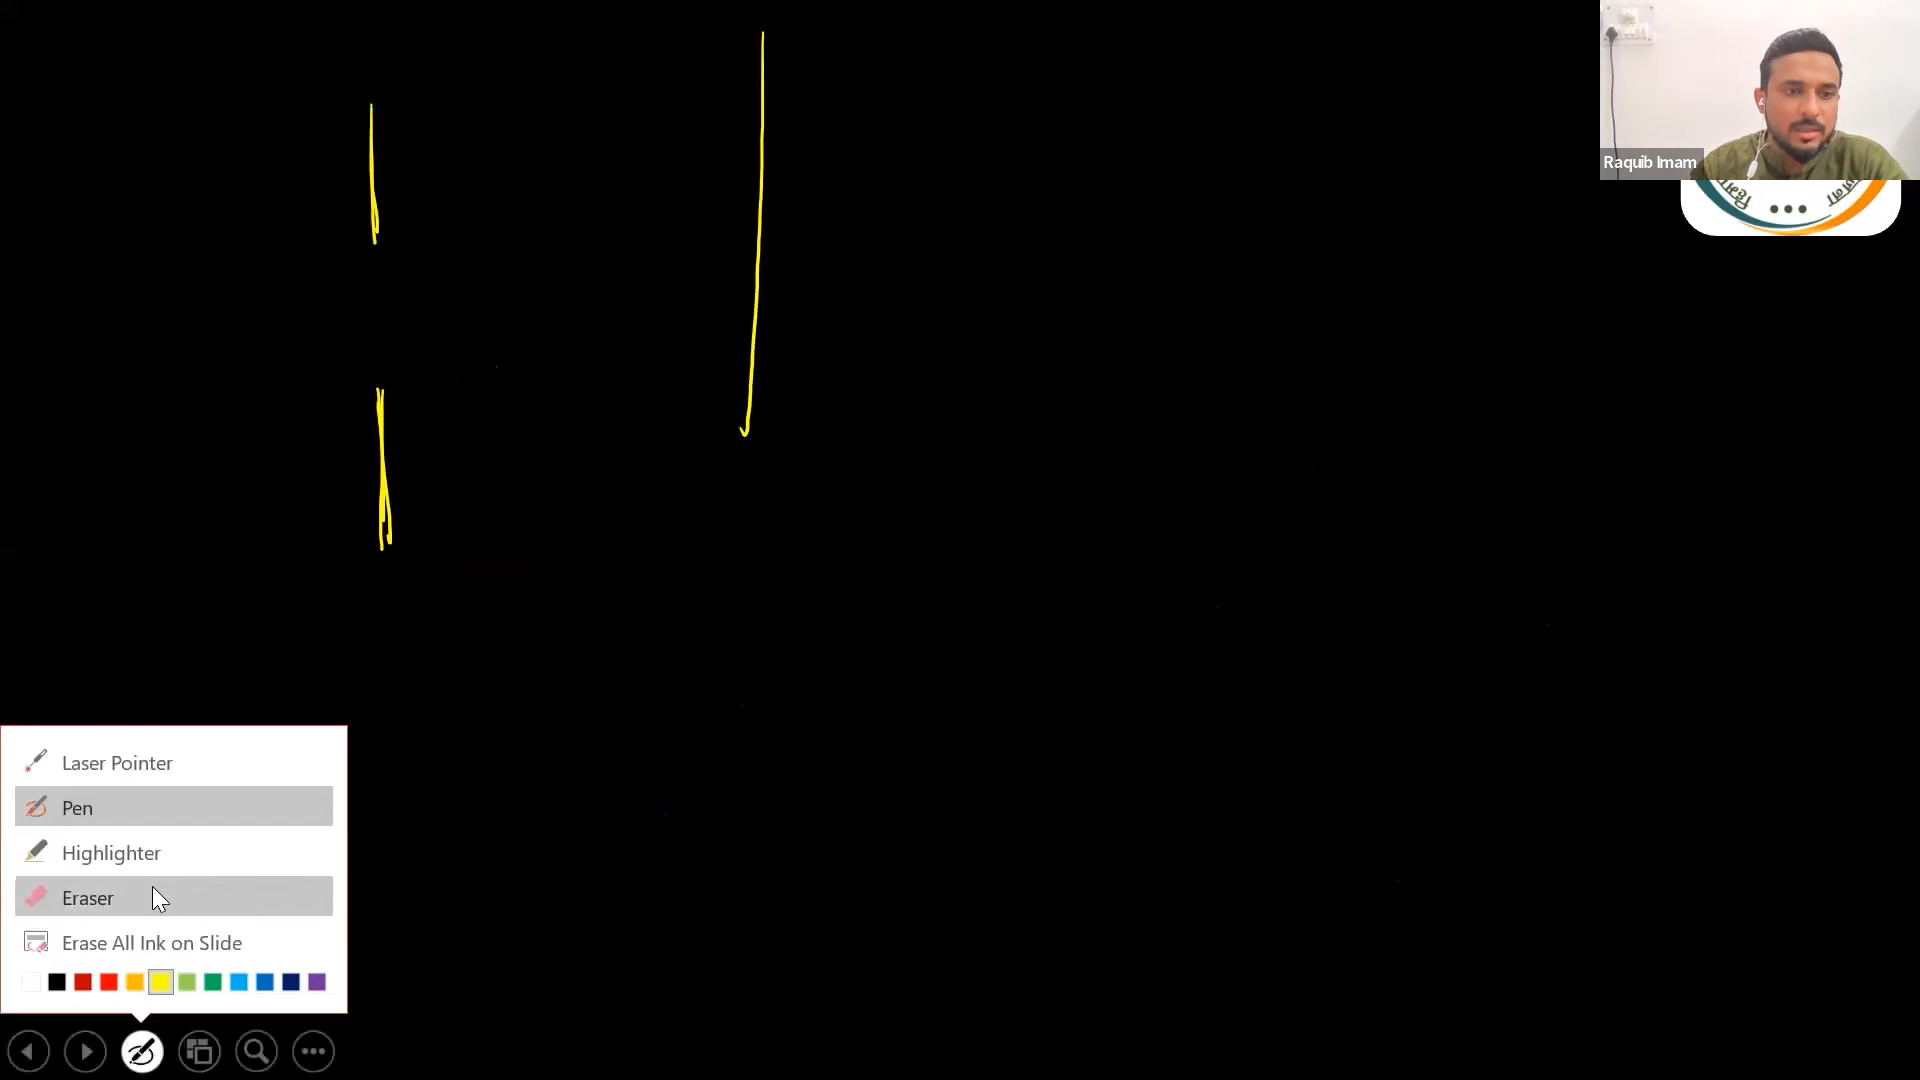 Raquib Imam
Laser Pointer
Pen
Highlighter
Eraser
Erase All Ink on Slide